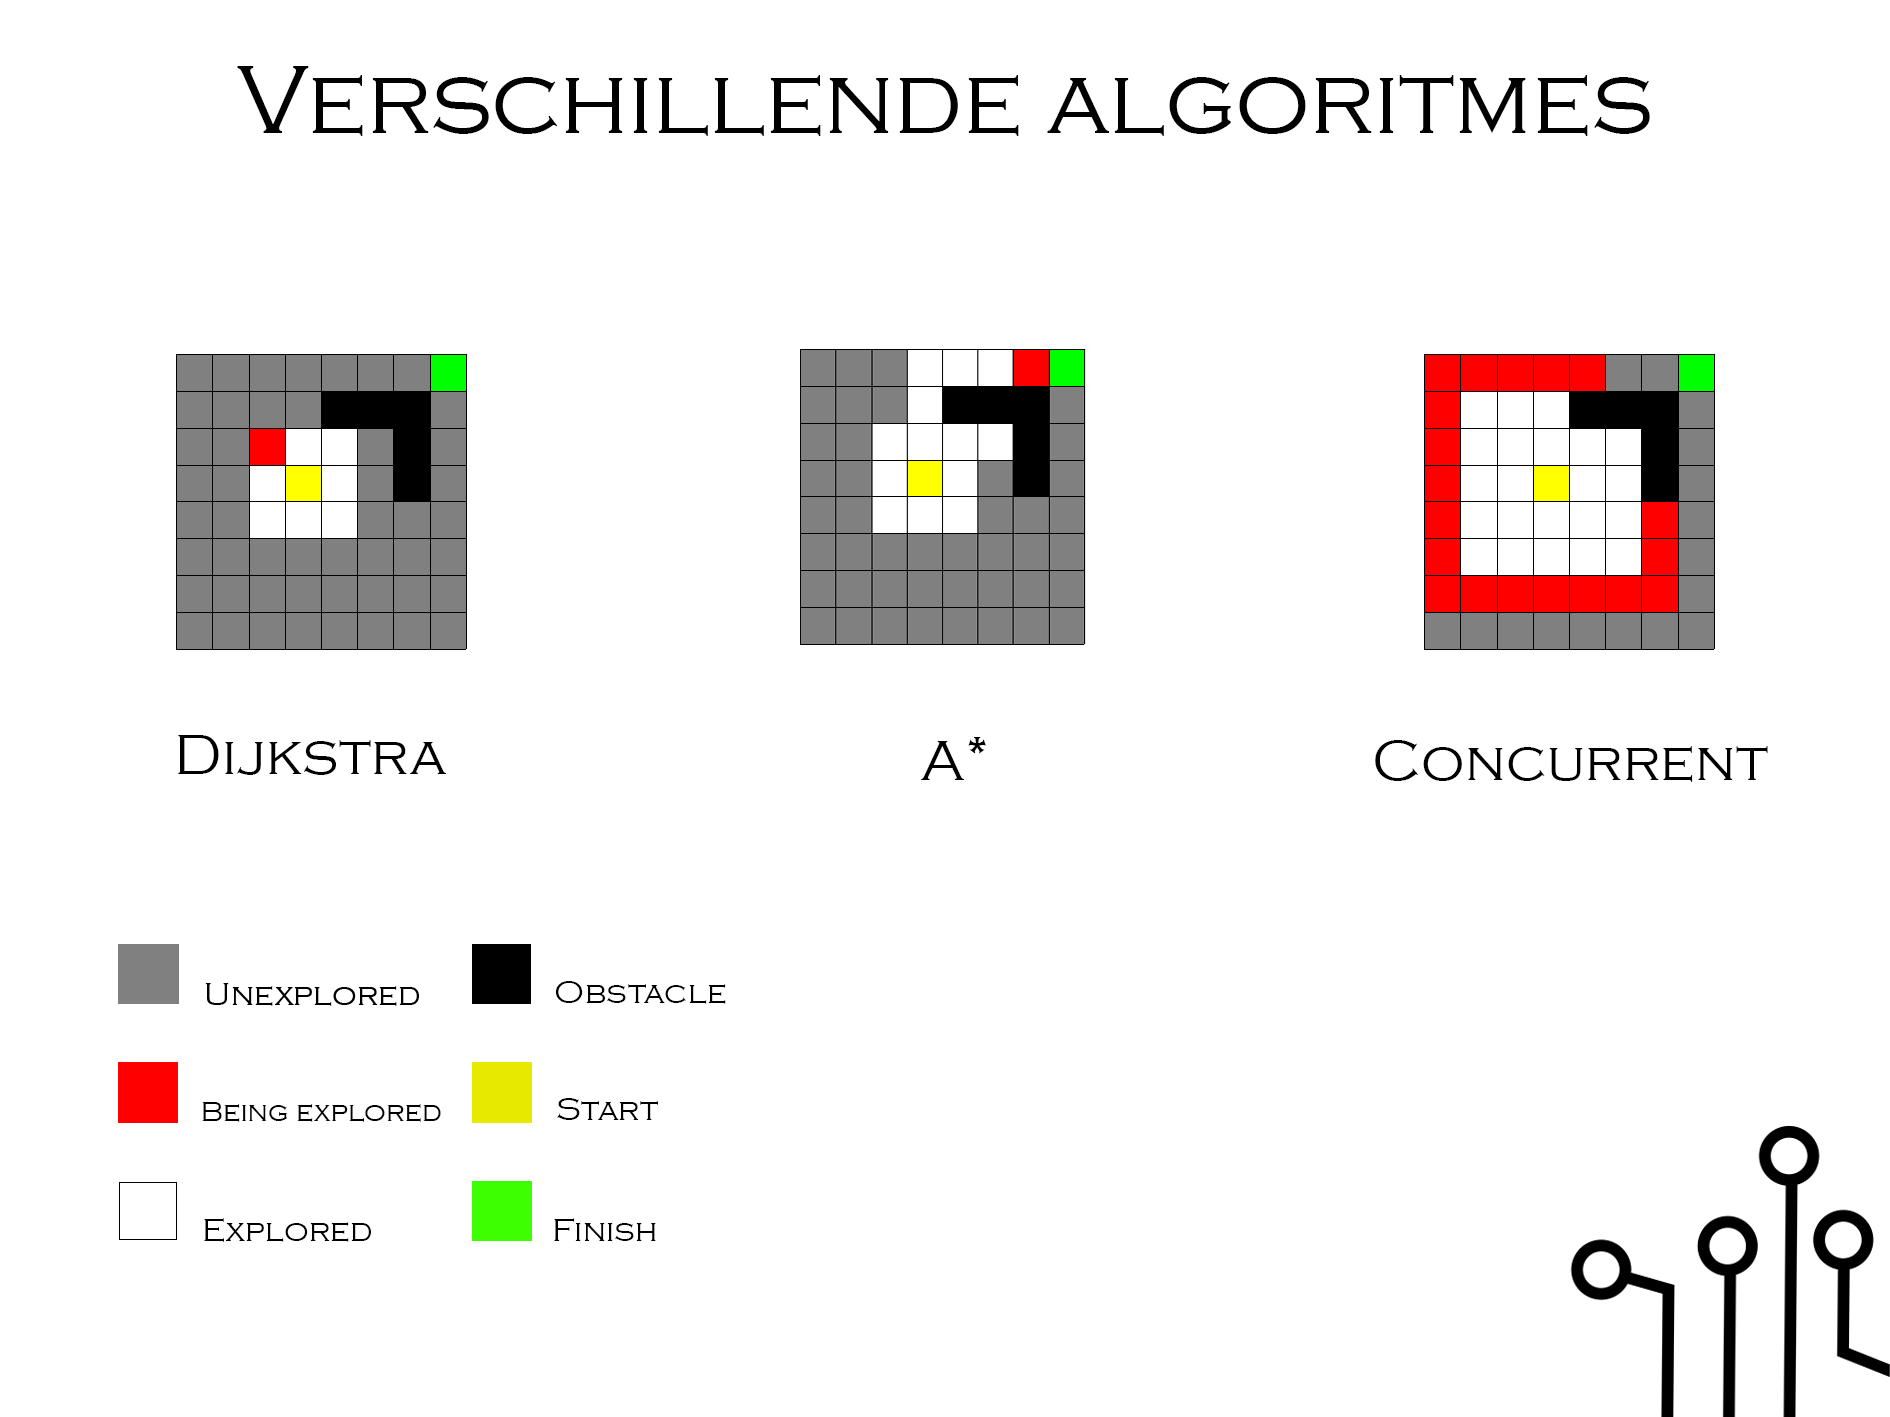 Verschillende algoritmes
Dijkstra
A*
Concurrent
Unexplored
Obstacle
Being explored
Start
Explored
Finish